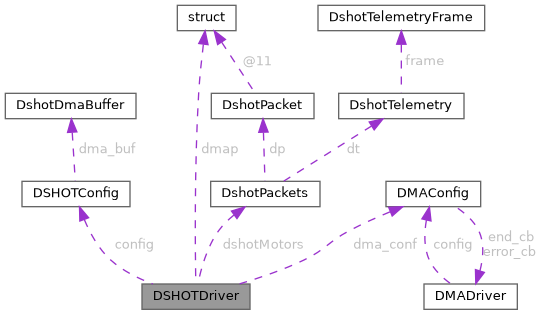 struct
DshotTelemetryFrame
@11
frame
DshotDmaBuffer
DshotPacket
DshotTelemetry
dma_buf
dmap
dp
dt
DSHOTConfig
DshotPackets
DMAConfig
config
dshotMotors
dma_conf
config
end_cb
error_cb
DSHOTDriver
DMADriver